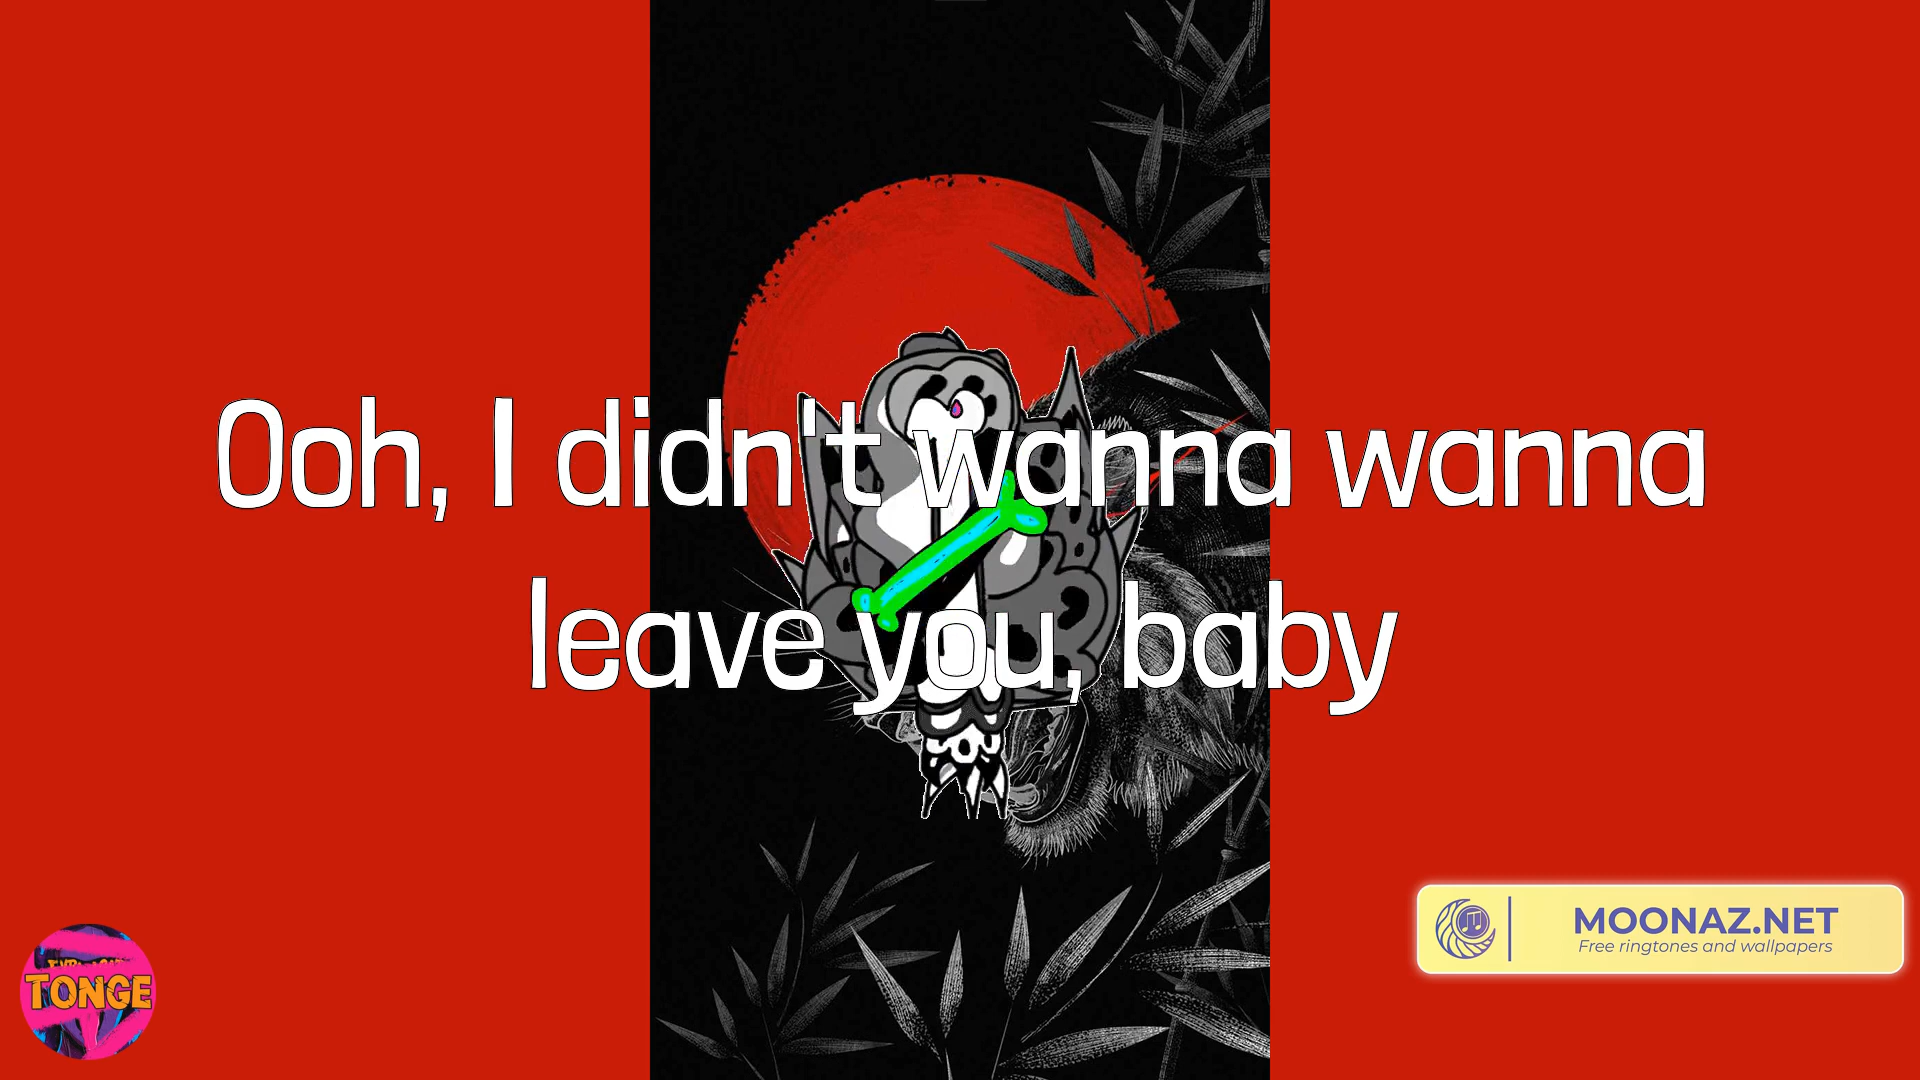 Ooh, I didn't wanna wanna
leave you, baby
MOONAZ.NET
Free ringtones and wallpapers
TONGE